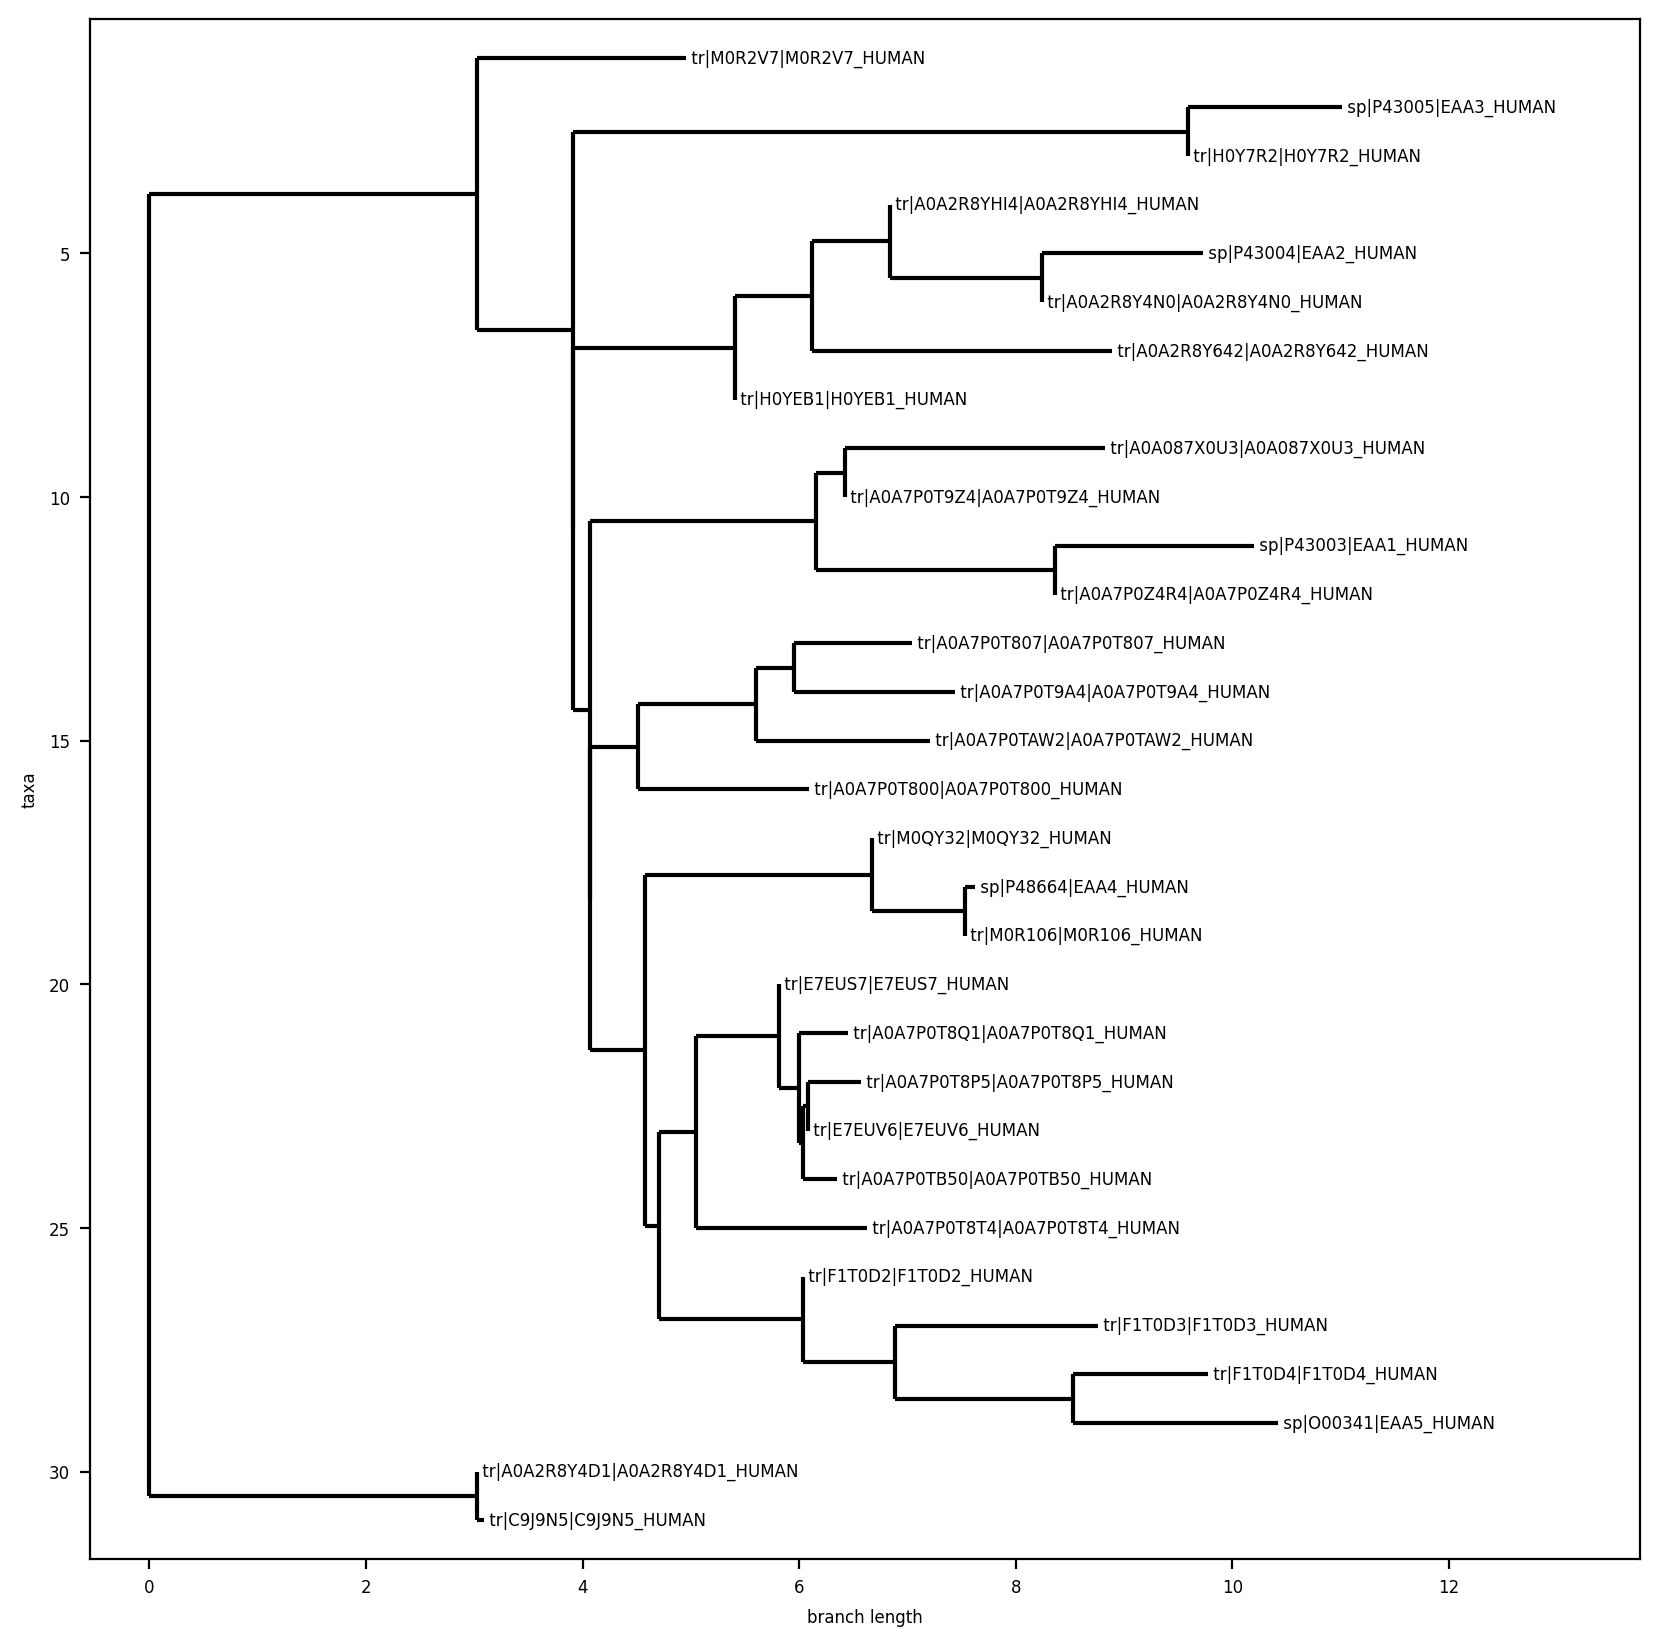 tr|M0R2V7|M0R2V7_HUMAN
sp|P43005|EAA3_HUMAN
tr|H0Y7R2|H0Y7R2_HUMAN
tr|A0A2R8YHI4|A0A2R8YHI4_HUMAN
5
sp|P43004|EAA2_HUMAN
tr|A0A2R8Y4N0|A0A2R8Y4N0_HUMAN
tr|A0A2R8Y642|A0A2R8Y642_HUMAN
tr|H0YEB1|H0YEB1_HUMAN
tr|A0A087X0U3|A0A087X0U3_HUMAN
10
tr|A0A7P0T9Z4|A0A7P0T9Z4_HUMAN
sp|P43003|EAA1_HUMAN
tr|A0A7P0Z4R4|A0A7P0Z4R4_HUMAN
tr|A0A7P0T807|A0A7P0T807_HUMAN
tr|A0A7P0T9A4|A0A7P0T9A4_HUMAN
15
tr|A0A7P0TAW2|A0A7P0TAW2_HUMAN
taxa
tr|A0A7P0T800|A0A7P0T800_HUMAN
tr|M0QY32|M0QY32_HUMAN
sp|P48664|EAA4_HUMAN
tr|M0R106|M0R106_HUMAN
20
tr|E7EUS7|E7EUS7_HUMAN
tr|A0A7P0T8Q1|A0A7P0T8Q1_HUMAN
tr|A0A7P0T8P5|A0A7P0T8P5_HUMAN
tr|E7EUV6|E7EUV6_HUMAN
tr|A0A7P0TB50|A0A7P0TB50_HUMAN
25
tr|A0A7P0T8T4|A0A7P0T8T4_HUMAN
tr|F1T0D2|F1T0D2_HUMAN
tr|F1T0D3|F1T0D3_HUMAN
tr|F1T0D4|F1T0D4_HUMAN
sp|O00341|EAA5_HUMAN
30
tr|A0A2R8Y4D1|A0A2R8Y4D1_HUMAN
tr|C9J9N5|C9J9N5_HUMAN
0 2 4 6 8 10 12
branch length